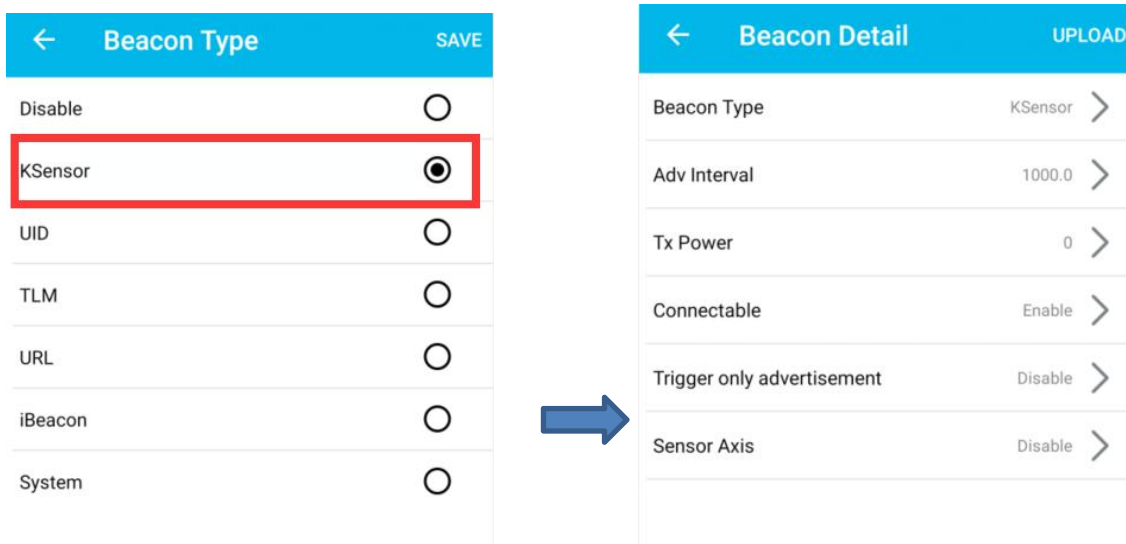 Beacon Type SAVE
Disable
KSensor
UID
TLM
URL
iBeacon
System
Beacon Detail UPLOAD
Beacon Type KSensor
Adv Interval 1000.0
Tx Power 0
Connectable Enable
Trigger only advertisement Disable
Sensor Axis Disable